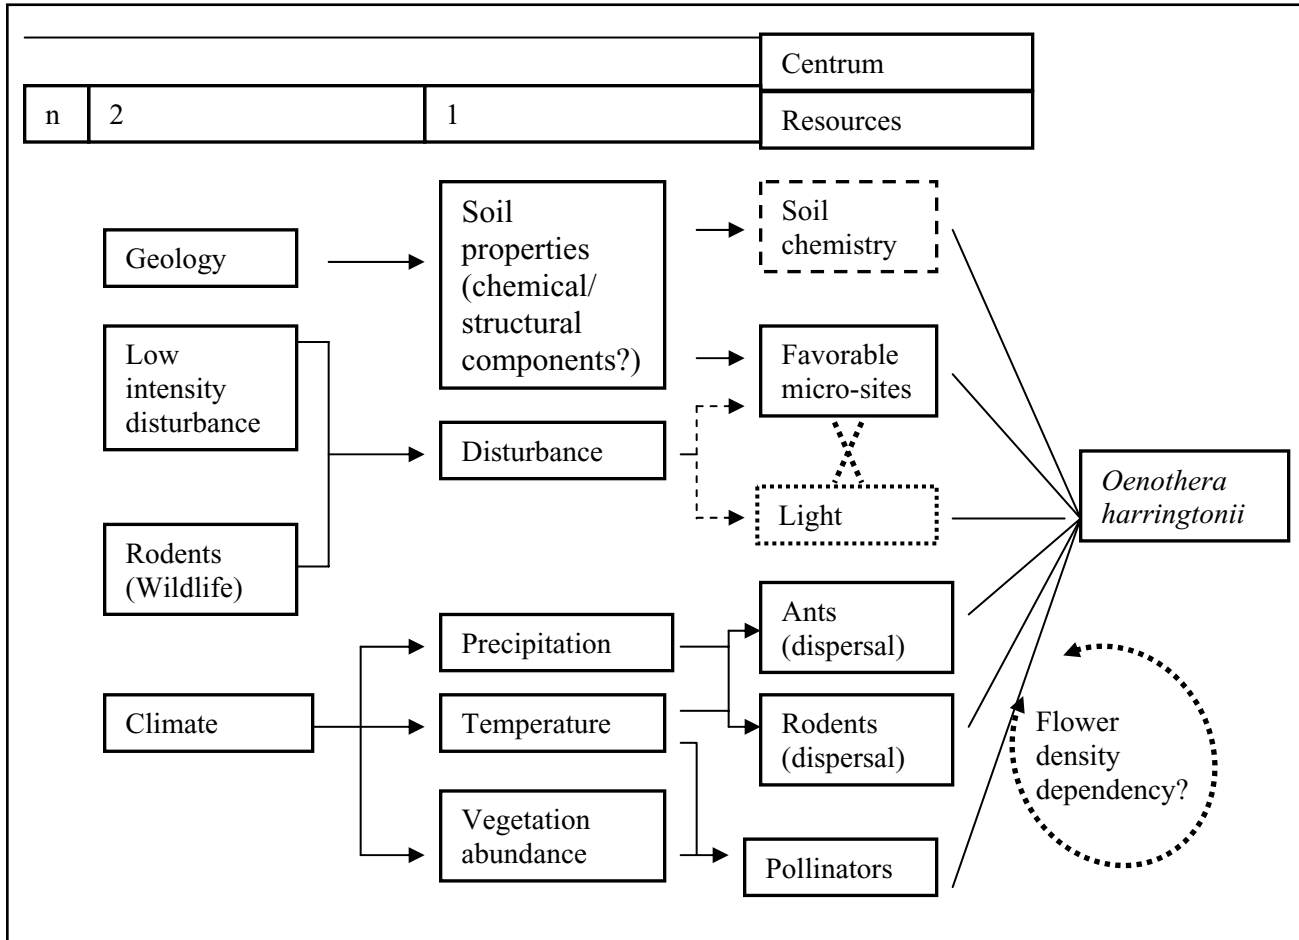 Centrum
n
2
1
Resources
Geology
Soil
properties
(chemical/
structural
components?)
Soil
chemistry
Low
intensity
disturbance
Favorable
micro-sites
Disturbance
Light
Oenothera
harringtonii
Rodents
(Wildlife)
Precipitation
Ants
(dispersal)
Climate
Temperature
Rodents
(dispersal)
Flower
density
dependency?
Vegetation
abundance
Pollinators